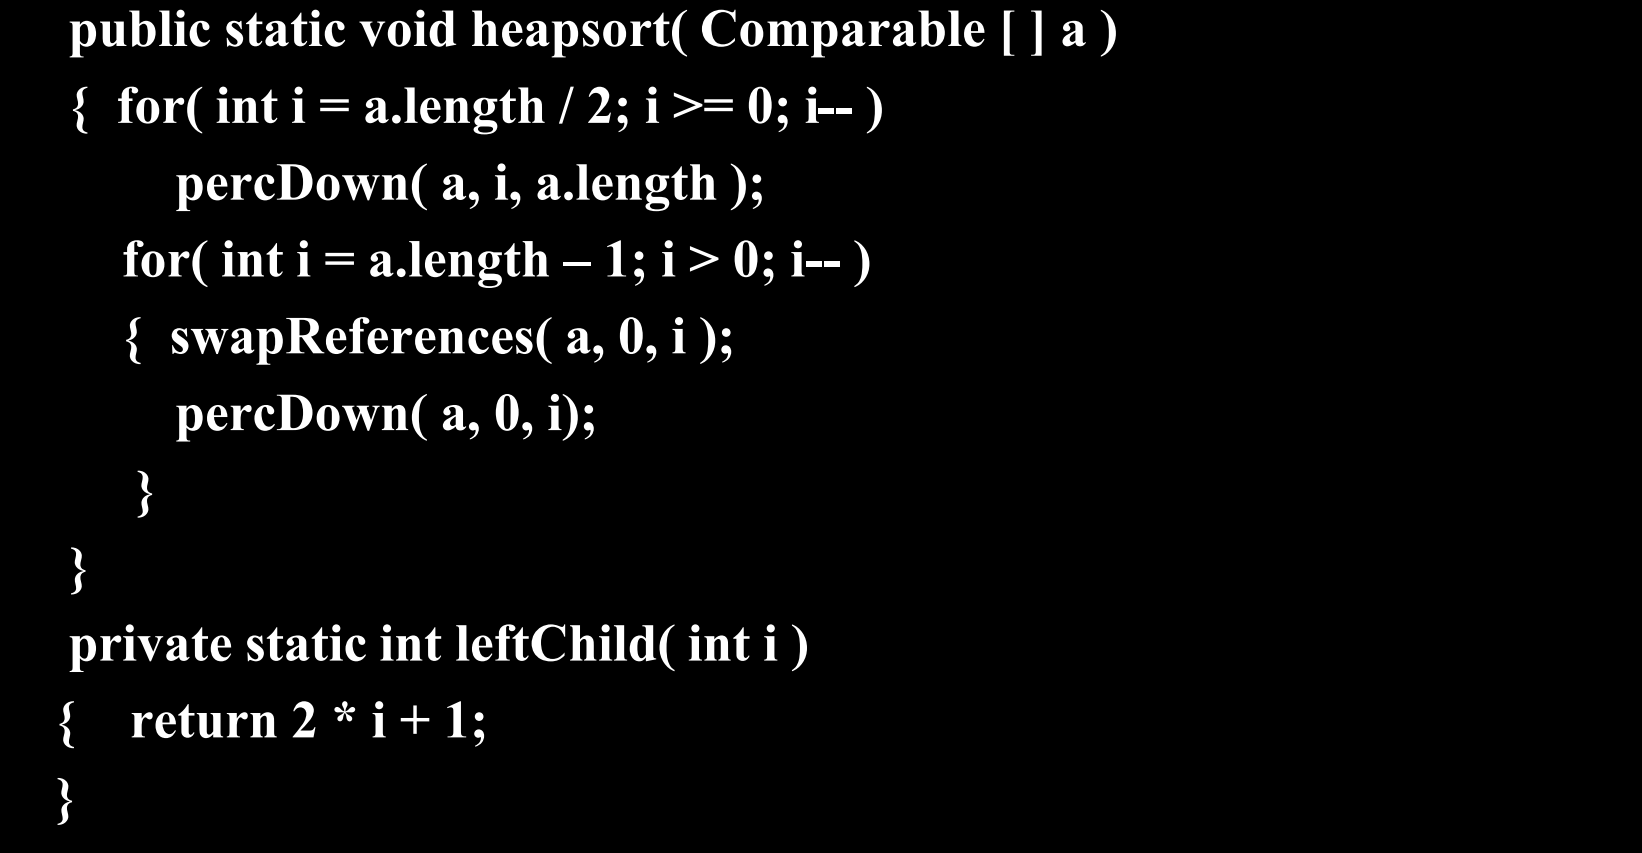 public static void heapsort( Comparable [ ] a )
{ for( int i = a.length / 2; i >= 0; i-- )
percDown( a, i, a.length );
for( int i = a.length – 1; i > 0; i-- )
{ swapReferences( a, 0, i );
percDown( a, 0, i);
}
}
private static int leftChild( int i )
{ return 2 * i + 1;
}